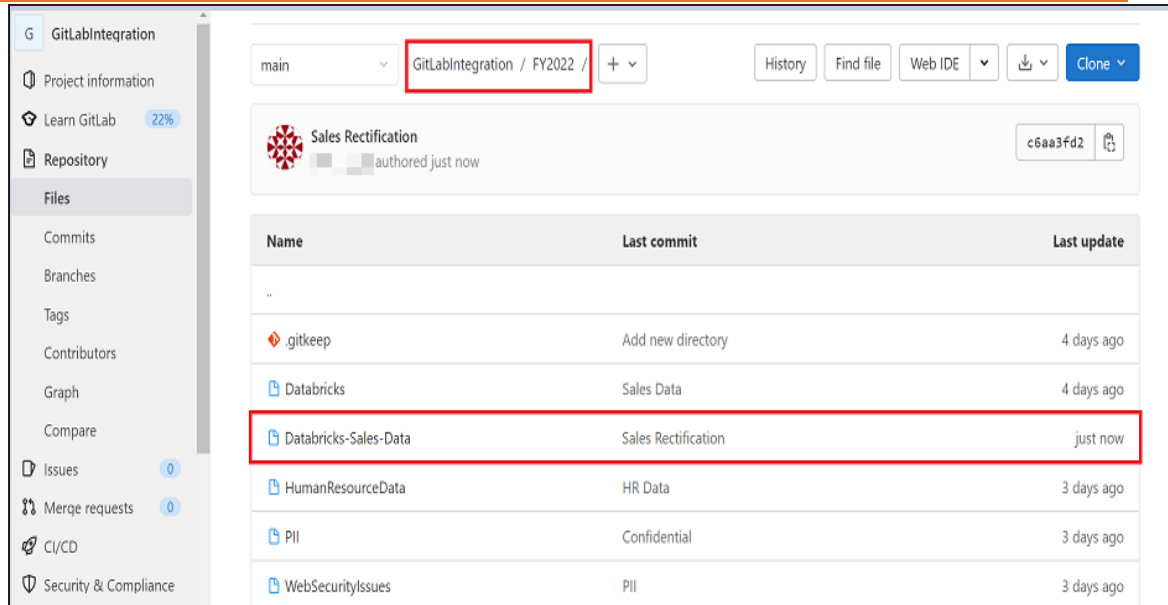 G GitLabIntegration
Project information
Learn GitLab 22%
Repository
Files
Commits
Branches
Tags
Contributors
Graph
Compare
Issues 0
Merge requests 0
CI/CD
Security & Compliance
main GitLabIntegration / FY2022 / + History Find file Web IDE Clone
Sales Rectification
authored just now
c6aa3fd2
Name Last commit Last update
..
.gitkeep Add new directory 4 days ago
Databricks Sales Data 4 days ago
Databricks-Sales-Data Sales Rectification just now
HumanResourceData HR Data 3 days ago
PII Confidential 3 days ago
WebSecurityIssues PII 3 days ago